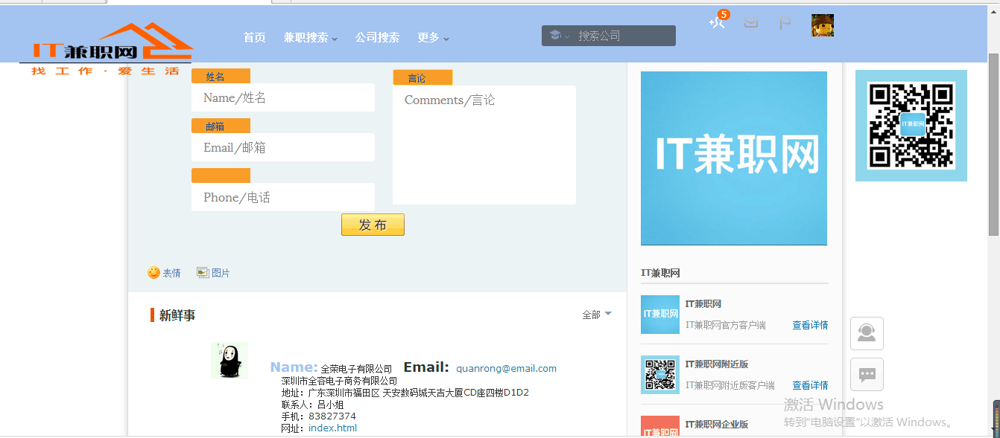 IT兼职网
找工作·爱生活
首页 兼职搜索 公司搜索 更多
搜索公司
5
姓名
Name/姓名
邮箱
Email/邮箱
Phone/电话
言论
Comments/言论
发布
表情 图片
新鲜事
全部
Name: 全荣电子有限公司 Email: quanrong@email.com
深圳市全容电子商务有限公司
地址：广东深圳市福田区 天安数码城天吉大厦CD座四楼D1D2
联系人：吕小姐
手机：83827374
网址：index.html
IT兼职网
IT兼职网
IT兼职网
IT兼职网
IT兼职网
IT兼职网官方客户端 查看详情
IT兼职网附近版
IT兼职网附近版客户端 查看详情
IT兼职网
IT兼职网企业版
激活 Windows
转到"电脑设置"以激活 Windows。